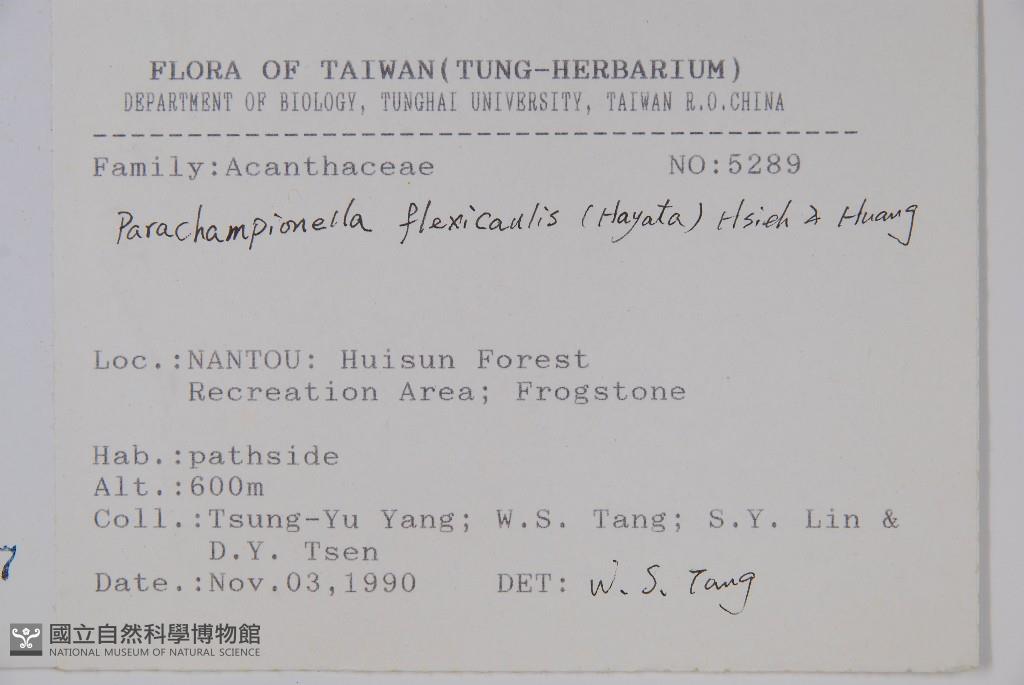 FLORA OF TAIWAN(TUNG-HERBARIUM)
DEPARTMENT OF BIOLOGY, TUNGHAI UNIVERSITY, TAIWAN R.O.CHINA
Family:Acanthaceae NO:5289
Parachampionella flexicaulis (Hayata) Hsieh & Huang
Loc.:NANTOU: Huisun Forest
Recreation Area; Frogstone
Hab.:pathside
Alt.:600m
Coll.:Tsung-Yu Yang; W.S. Tang; S.Y. Lin &
D.Y. Tsen
7
Date.:Nov.03,1990 DET: W. S. Tang
國立自然科學博物館
NATIONAL MUSEUM OF NATURAL SCIENCE